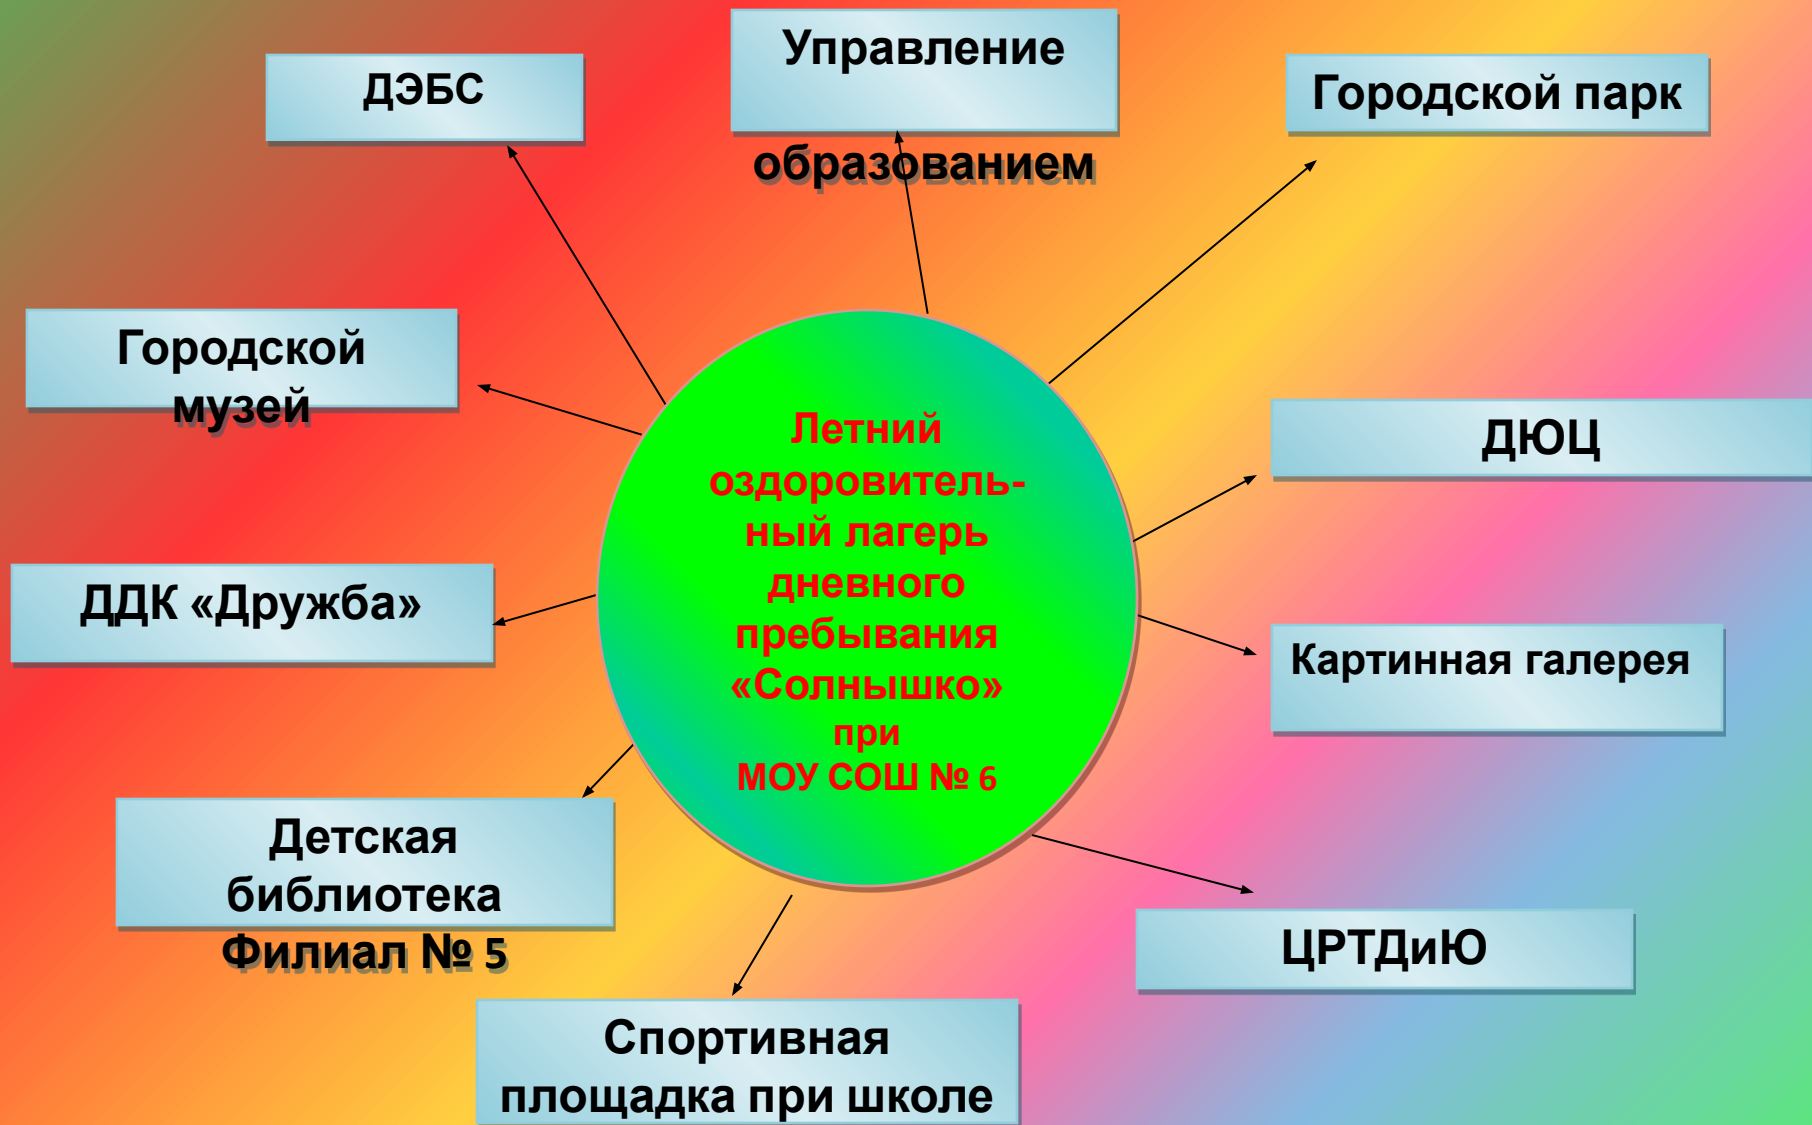 ДЭБС
Управление
образованием
Городской парк
Городской
музей
ДДК «Дружба»
Детская
библиотека
Филиал № 5
Летний
оздоровитель-
ный лагерь
дневного
пребывания
«Солнышко»
при
МОУ СОШ № 6
ДЮЦ
Картинная галерея
ЦРТДиЮ
Спортивная
площадка при школе